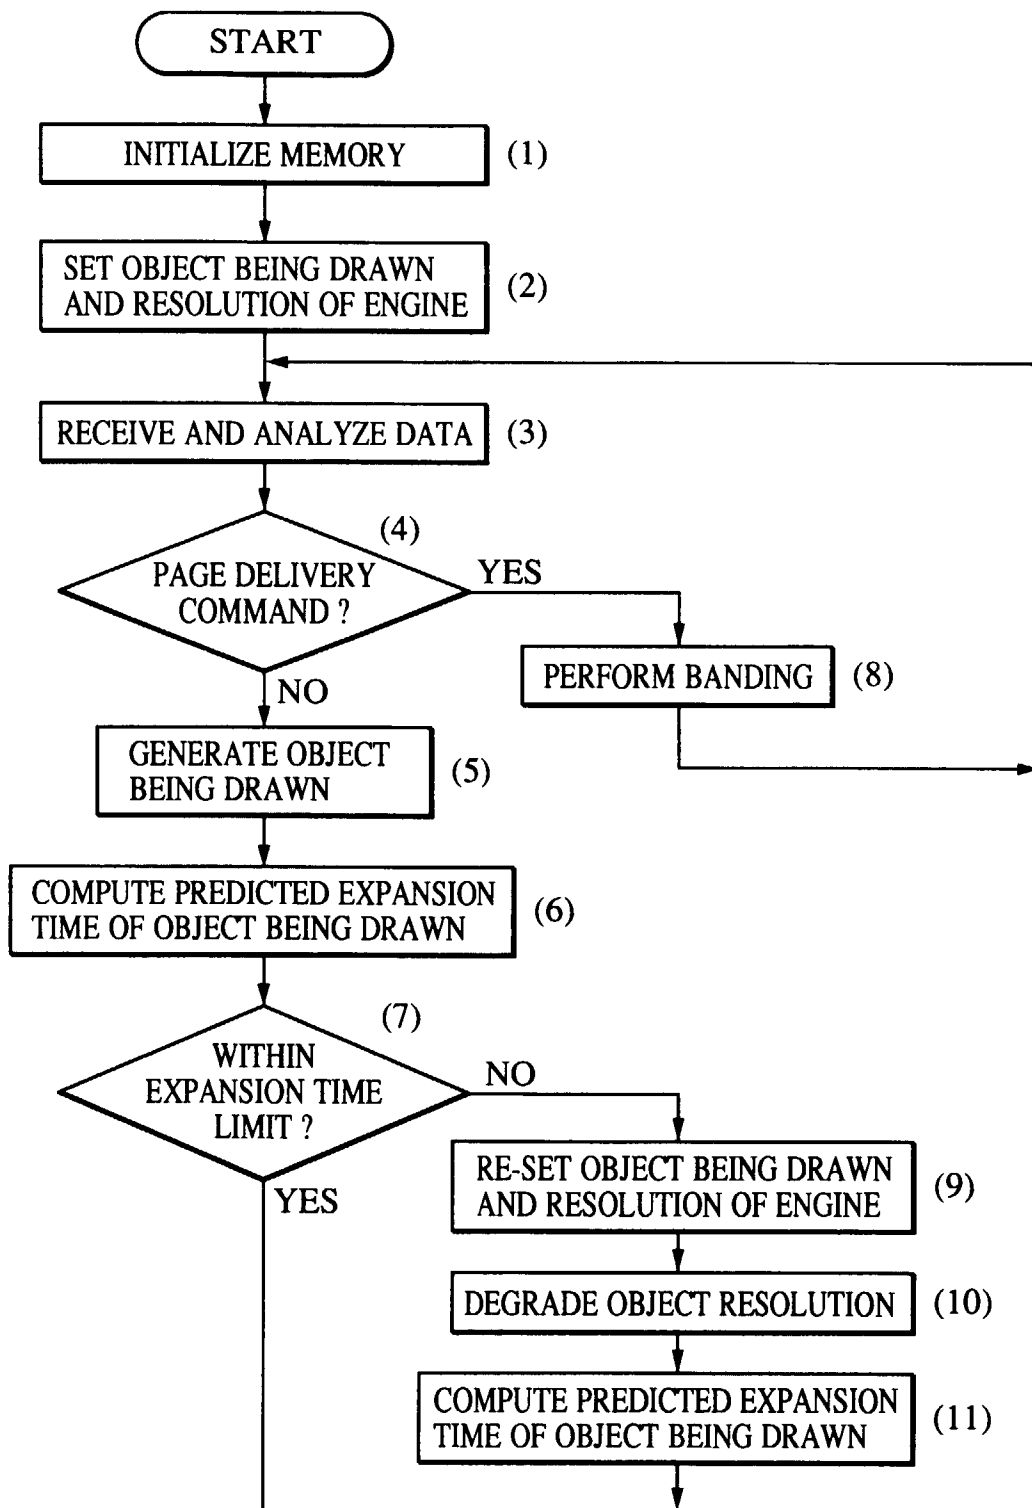 START
INITIALIZE MEMORY
(1)
SET OBJECT BEING DRAWN
AND RESOLUTION OF ENGINE
(2)
RECEIVE AND ANALYZE DATA
(3)
(4)
PAGE DELIVERY
COMMAND ?
YES
NO
PERFORM BANDING
(8)
GENERATE OBJECT
BEING DRAWN
(5)
COMPUTE PREDICTED EXPANSION
TIME OF OBJECT BEING DRAWN
(6)
(7)
WITHIN
EXPANSION TIME
LIMIT ?
NO
YES
RE-SET OBJECT BEING DRAWN
AND RESOLUTION OF ENGINE
(9)
DEGRADE OBJECT RESOLUTION
(10)
COMPUTE PREDICTED EXPANSION
TIME OF OBJECT BEING DRAWN
(11)